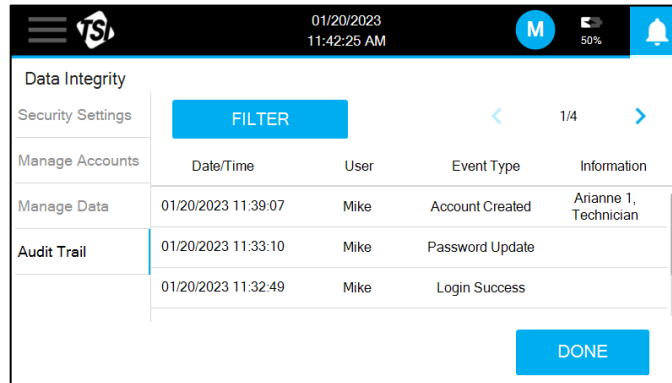 TSI
01/20/2023
11:42:25 AM
M
50%
Data Integrity
Security Settings
Manage Accounts
Manage Data
Audit Trail
FILTER
1/4
Date/Time User Event Type Information
01/20/2023 11:39:07 Mike Account Created Arianne 1,
Technician
01/20/2023 11:33:10 Mike Password Update
01/20/2023 11:32:49 Mike Login Success
DONE